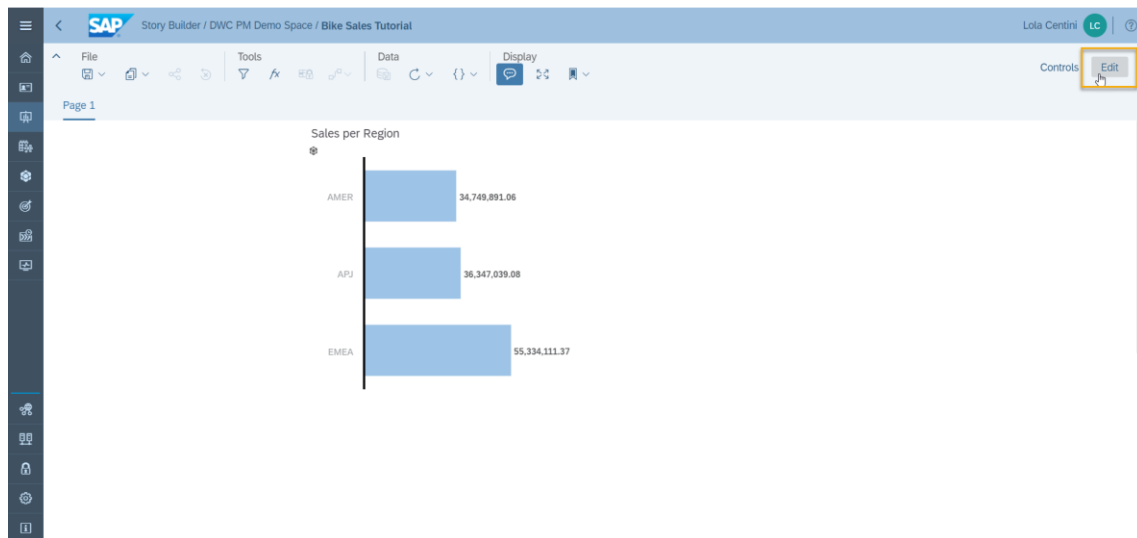 SAP Story Builder / DWC PM Demo Space / Bike Sales Tutorial Lola Centini LC ?
File Tools Data Display
fx {} Controls Edit
Page 1
Sales per Region
AMER 34,749,891.06
APJ 36,347,039.08
EMEA 55,334,111.37